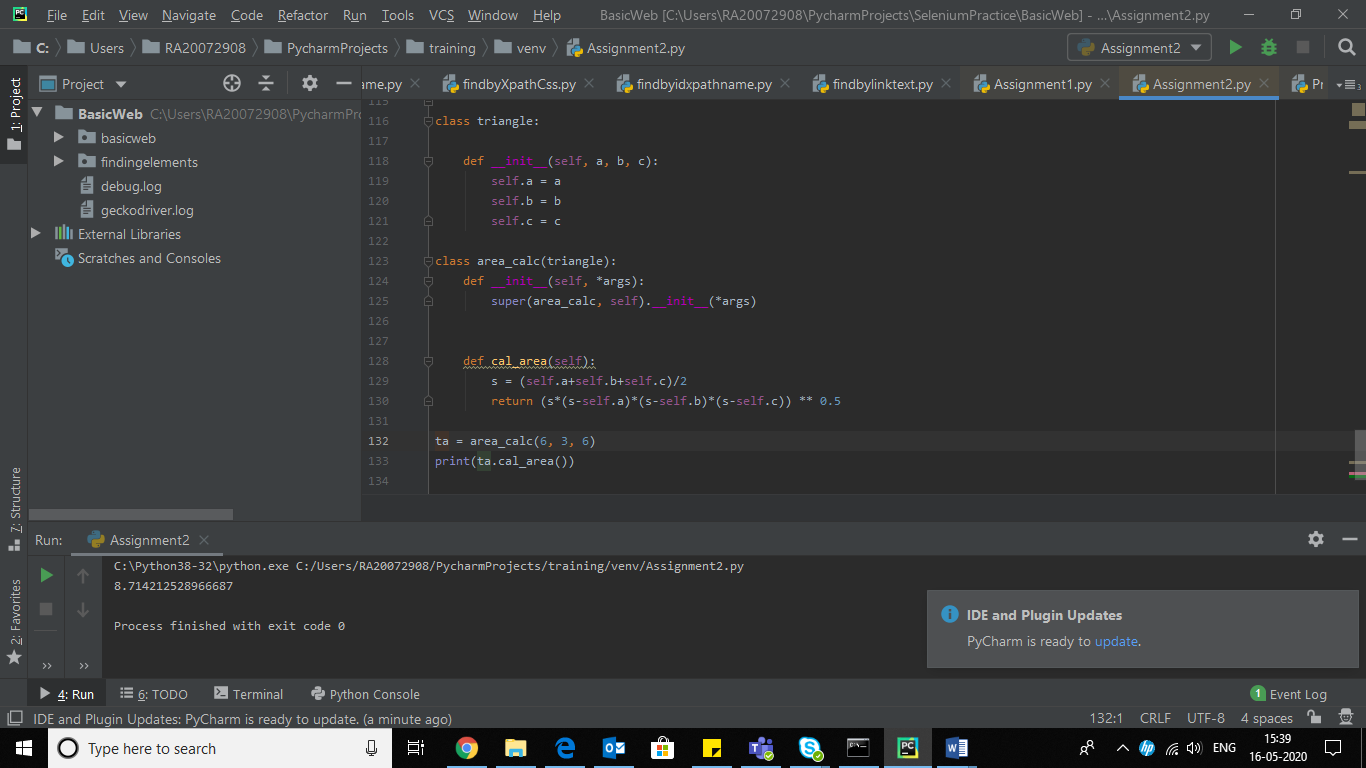 File Edit View Navigate Code Refactor Run Tools VCS Window Help BasicWeb [C:\Users\RA20072908\PycharmProjects\SeleniumPractice\BasicWeb] - ...\Assignment2.py
C: Users RA20072908 PycharmProjects training venv Assignment2.py Assignment2
1: Project
Project ame.py findbyXpathCss.py findbyidxpathname.py findbylinktext.py Assignment1.py Assignment2.py Pr
BasicWeb C:\Users\RA20072908\PycharmPr
basicweb
findingelements
debug.log
geckodriver.log
External Libraries
Scratches and Consoles
115
116 class triangle:
117
118 def __init__(self, a, b, c):
119 self.a = a
120 self.b = b
121 self.c = c
122
123 class area_calc(triangle):
124 def __init__(self, *args):
125 super(area_calc, self).__init__(*args)
126
127
128 def cal_area(self):
129 s = (self.a+self.b+self.c)/2
130 return (s*(s-self.a)*(s-self.b)*(s-self.c)) ** 0.5
131
132 ta = area_calc(6, 3, 6)
133 print(ta.cal_area())
134
7: Structure
2: Favorites
Run: Assignment2
C:\Python38-32\python.exe C:/Users/RA20072908/PycharmProjects/training/venv/Assignment2.py
8.714212528966687
Process finished with exit code 0
IDE and Plugin Updates
PyCharm is ready to update.
4: Run 6: TODO Terminal Python Console 1 Event Log
IDE and Plugin Updates: PyCharm is ready to update. (a minute ago) 132:1 CRLF UTF-8 4 spaces
Type here to search ENG 15:39
16-05-2020